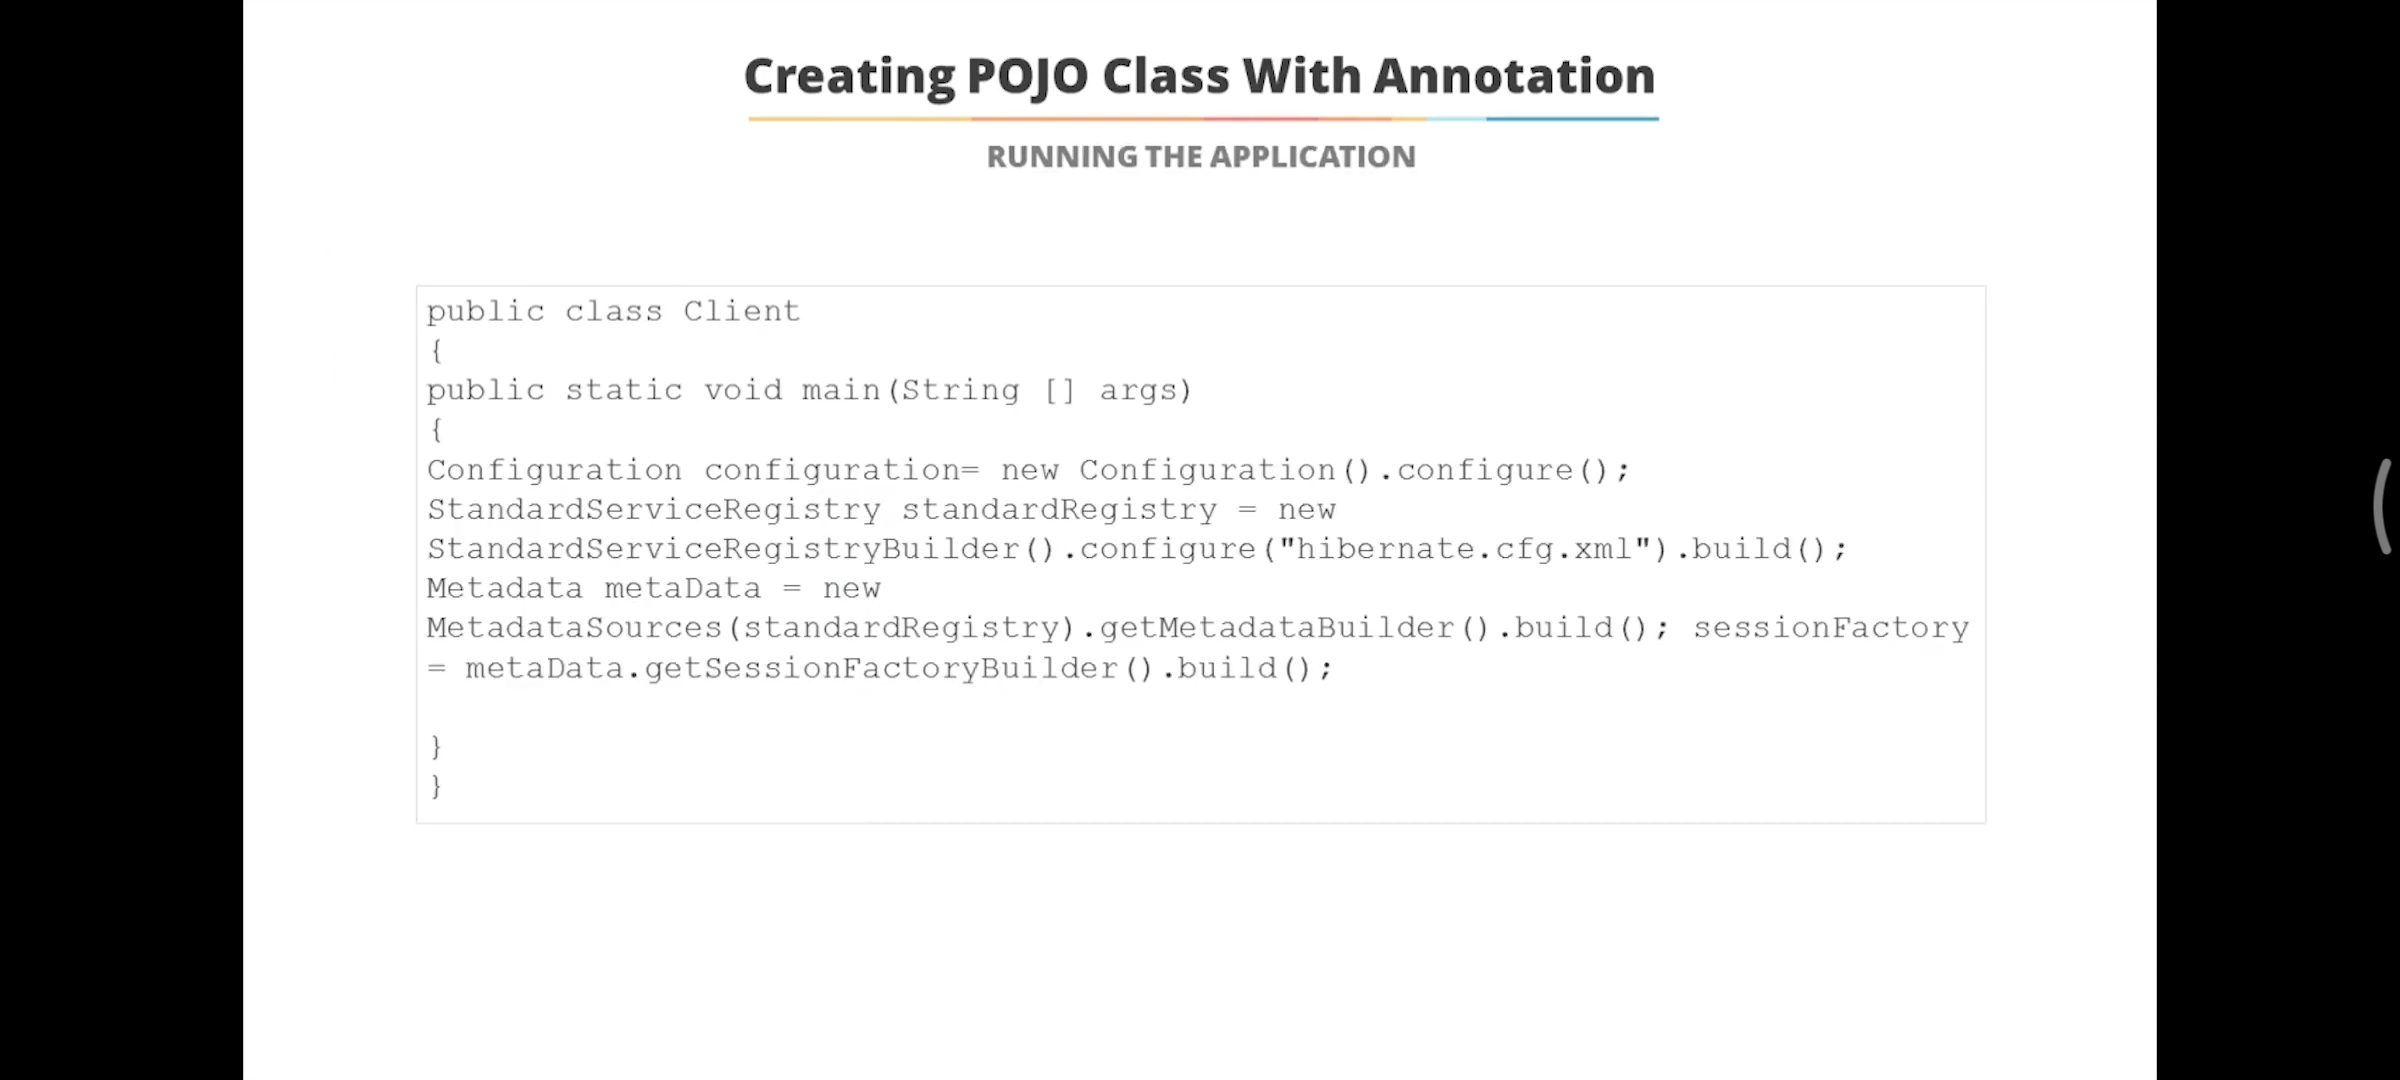 Creating POJO Class With Annotation
RUNNING THE APPLICATION
public class Client
{
public static void main(String [] args)
{
Configuration configuration= new Configuration().configure();
StandardServiceRegistry standardRegistry = new
StandardServiceRegistryBuilder().configure("hibernate.cfg.xml").build();
Metadata metaData = new
MetadataSources(standardRegistry).getMetadataBuilder().build(); sessionFactory
= metaData.getSessionFactoryBuilder().build();
}
}